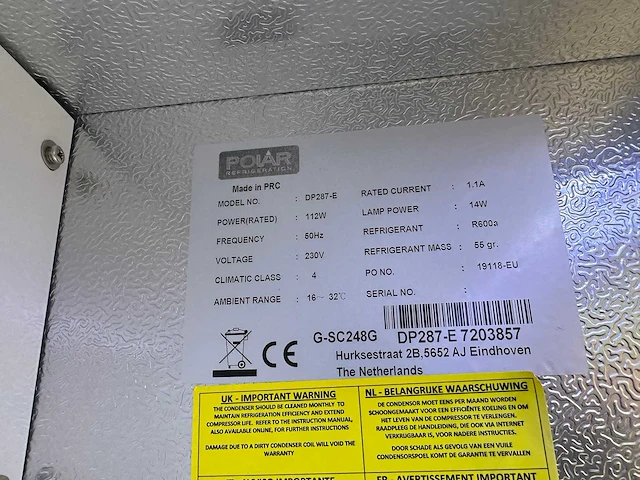 POLAR
REFRIGERATION
Made in PRC
MODEL NO. : DP287-E
POWER(RATED) : 112W
FREQUENCY : 50Hz
VOLTAGE : 230V
CLIMATIC CLASS : 4
AMBIENT RANGE : 16~32℃
RATED CURRENT : 1.1A
LAMP POWER : 14W
REFRIGERANT : R600a
REFRIGERANT MASS : 55 gr.
PO NO. : 19118-EU
SERIAL NO. :
CE
G-SC248G DP287-E 7203857
Hurksestraat 2B,5652 AJ Eindhoven
The Netherlands
UK - IMPORTANT WARNING
THE CONDENSER SHOULD BE CLEANED MONTHLY TO
MAINTAIN REFRIGERATION EFFICIENCY AND EXTEND
COMPRESSOR LIFE. REFER TO THE INSTRUCTION MANUAL,
ALSO AVAILABLE ONLINE, FOR FURTHER INSTRUCTIONS
DAMAGE DUE TO A DIRTY CONDENSER COIL WILL VOID THE
WARRANTY
NL - BELANGRIJKE WAARSCHUWING
DE CONDENSOR MOET EENS PER MAAND WORDEN
SCHOONGEMAAKT VOOR EEN EFFICIËNTE KOELING EN OM
HET LEVEN VAN DE COMPRESSOR TE VERLENGEN.
RAADPLEEG DE HANDLEIDING, DIE OOK VIA INTERNET
VERKRIJGBAAR IS, VOOR NADERE INSTRUCTIES.
DOOR SCHADE ALS GEVOLG VAN EEN VUILE
CONDENSORSPOEL KOMT DE GARANTIE TE VERVALLEN
FR - AVERTISSEMENT IMPORTANT